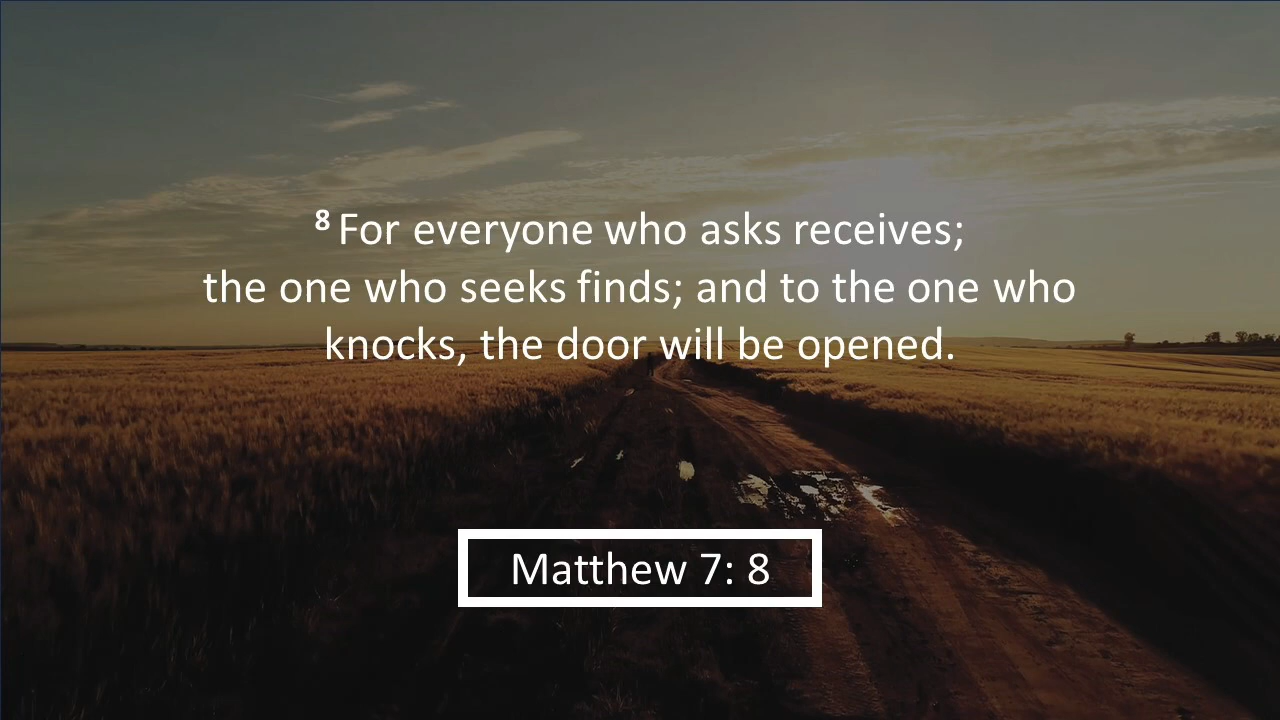 8 For everyone who asks receives;
the one who seeks finds; and to the one who
knocks, the door will be opened.
Matthew 7: 8